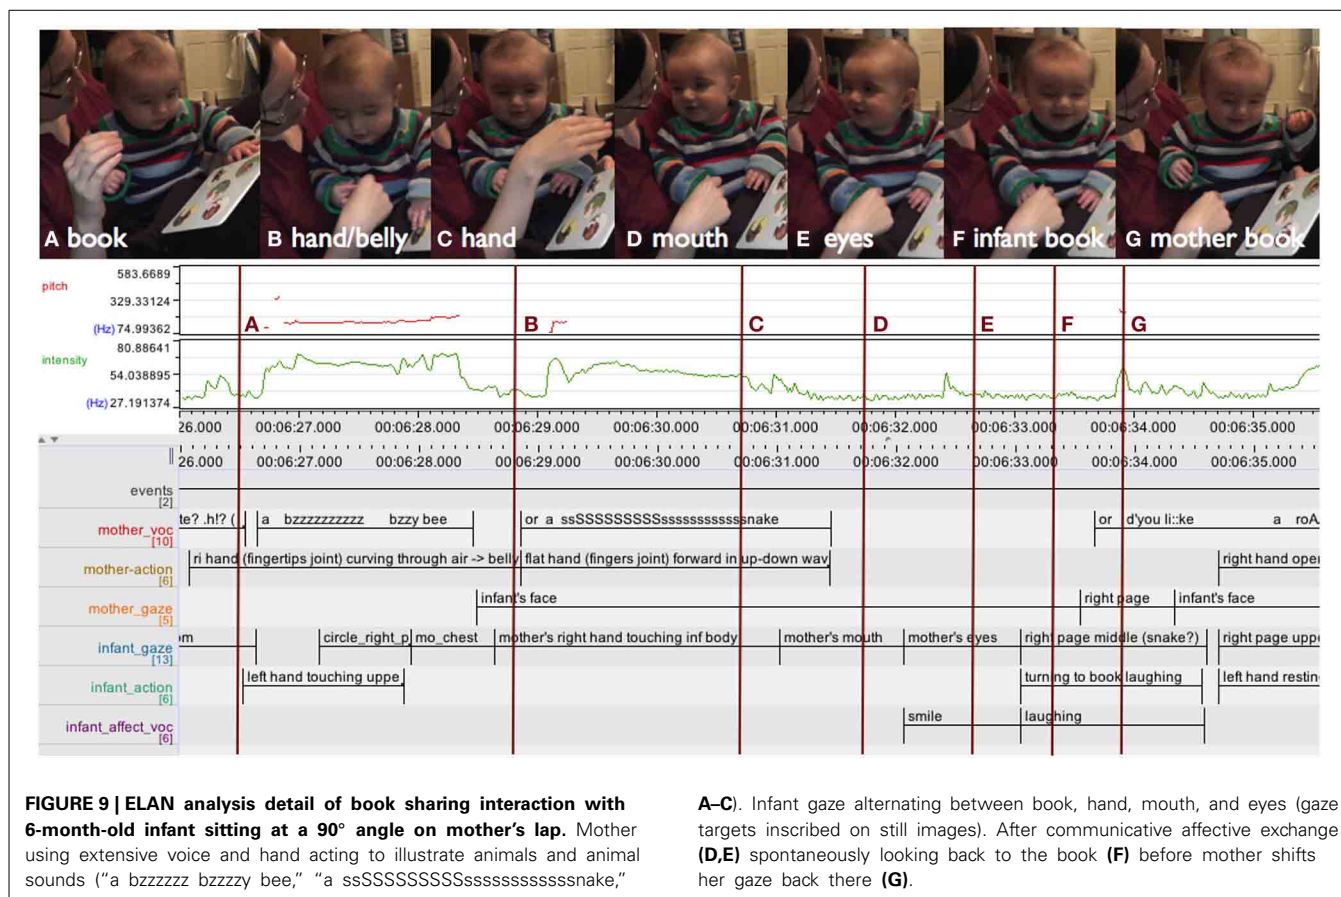 A book
B hand/belly
C hand
D mouth
E eyes
F infant book
G mother book
pitch
583.6689
329.33124
(Hz) 74.99362
A B C D E F G
intensity
80.88641
54.038895
(Hz) 27.191374
26.000 00:06:27.000 00:06:28.000 00:06:29.000 00:06:30.000 00:06:31.000 00:06:32.000 00:06:33.000 00:06:34.000 00:06:35.000
26.000 00:06:27.000 00:06:28.000 00:06:29.000 00:06:30.000 00:06:31.000 00:06:32.000 00:06:33.000 00:06:34.000 00:06:35.000
events
[2]
mother_voc te? .h!? ( a bzzzzzzzzzz bzzy bee or a ssSSSSSSSSSsssssssssssssnake or d'you li::ke a roA
[10]
mother-action ri hand (fingertips joint) curving through air -> belly flat hand (fingers joint) forward in up-down wav right hand oper
[6]
mother_gaze infant's face right page infant's face
[5]
infant_gaze om circle_right_p mo_chest mother's right hand touching inf body mother's mouth mother's eyes right page middle (snake?) right page uppe
[13]
infant_action left hand touching uppe turning to book laughing left hand restin
[6]
infant_affect_voc smile laughing
[6]
FIGURE 9 | ELAN analysis detail of book sharing interaction with
6-month-old infant sitting at a 90° angle on mother's lap. Mother
using extensive voice and hand acting to illustrate animals and animal
sounds ("a bzzzzzz bzzzzy bee," "a ssSSSSSSSSSsssssssssssssnake,"
A–C). Infant gaze alternating between book, hand, mouth, and eyes (gaze
targets inscribed on still images). After communicative affective exchange
(D,E) spontaneously looking back to the book (F) before mother shifts
her gaze back there (G).